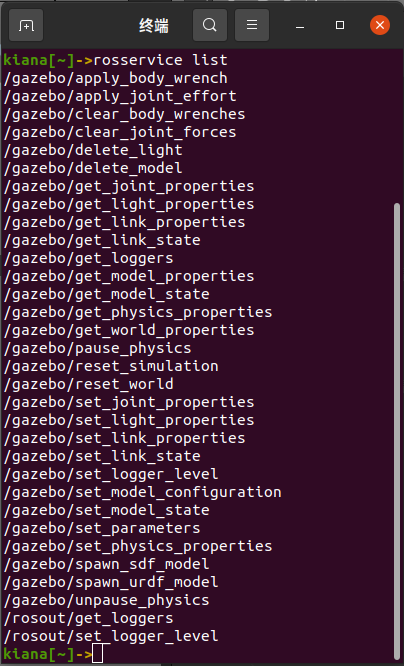 终端
kiana[~]->rosservice list
/gazebo/apply_body_wrench
/gazebo/apply_joint_effort
/gazebo/clear_body_wrenches
/gazebo/clear_joint_forces
/gazebo/delete_light
/gazebo/delete_model
/gazebo/get_joint_properties
/gazebo/get_light_properties
/gazebo/get_link_properties
/gazebo/get_link_state
/gazebo/get_loggers
/gazebo/get_model_properties
/gazebo/get_model_state
/gazebo/get_physics_properties
/gazebo/get_world_properties
/gazebo/pause_physics
/gazebo/reset_simulation
/gazebo/reset_world
/gazebo/set_joint_properties
/gazebo/set_light_properties
/gazebo/set_link_properties
/gazebo/set_link_state
/gazebo/set_logger_level
/gazebo/set_model_configuration
/gazebo/set_model_state
/gazebo/set_parameters
/gazebo/set_physics_properties
/gazebo/spawn_sdf_model
/gazebo/spawn_urdf_model
/gazebo/unpause_physics
/rosout/get_loggers
/rosout/set_logger_level
kiana[~]->